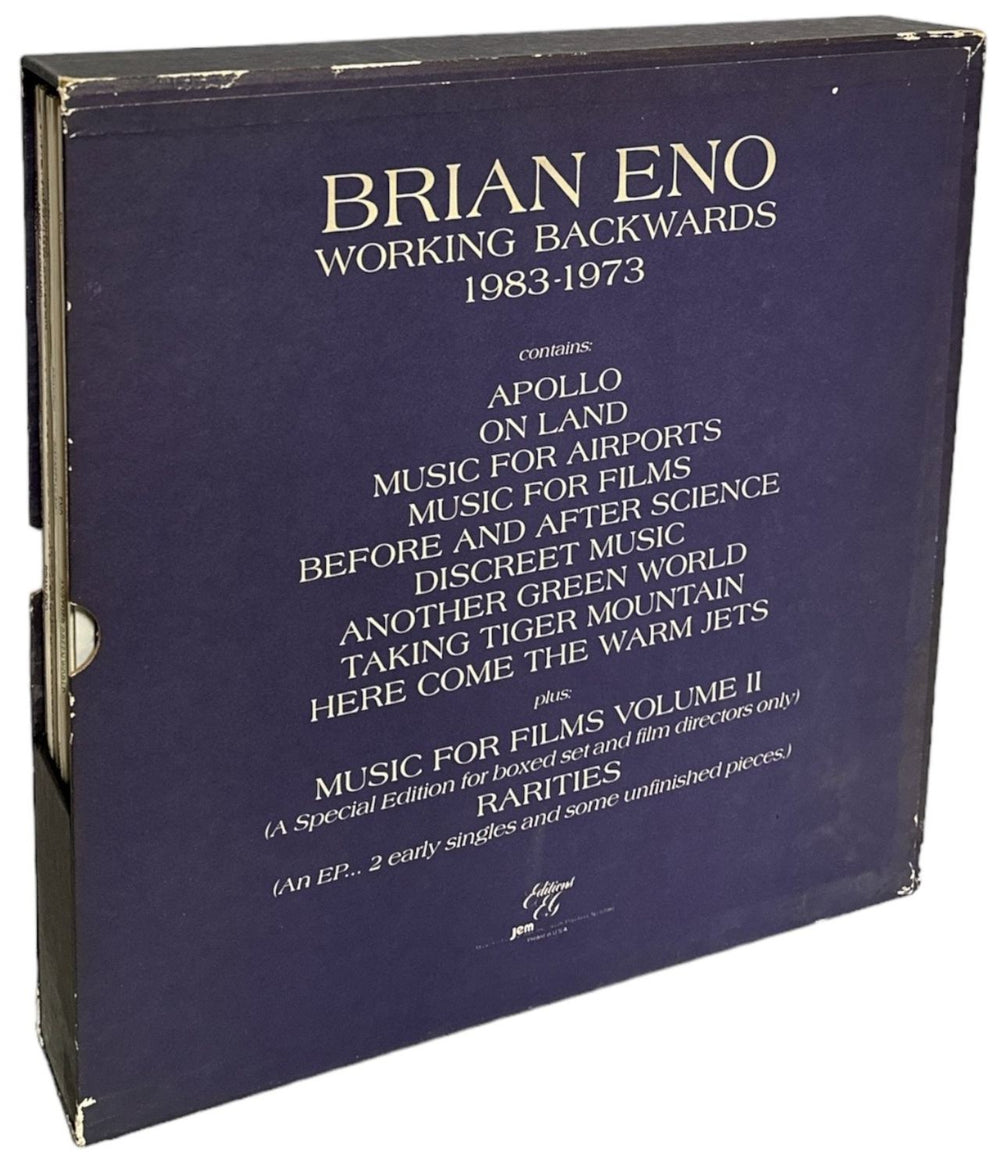 BRIAN ENO
WORKING BACKWARDS
1983-1973
contains:
APOLLO
ON LAND
MUSIC FOR AIRPORTS
MUSIC FOR FILMS
BEFORE AND AFTER SCIENCE
DISCREET MUSIC
ANOTHER GREEN WORLD
TAKING TIGER MOUNTAIN
HERE COME THE WARM JETS
plus:
MUSIC FOR FILMS VOLUME II
(A Special Edition for boxed set and film directors only)
RARITIES
(An EP... 2 early singles and some unfinished pieces.)
Editions
EG
jem